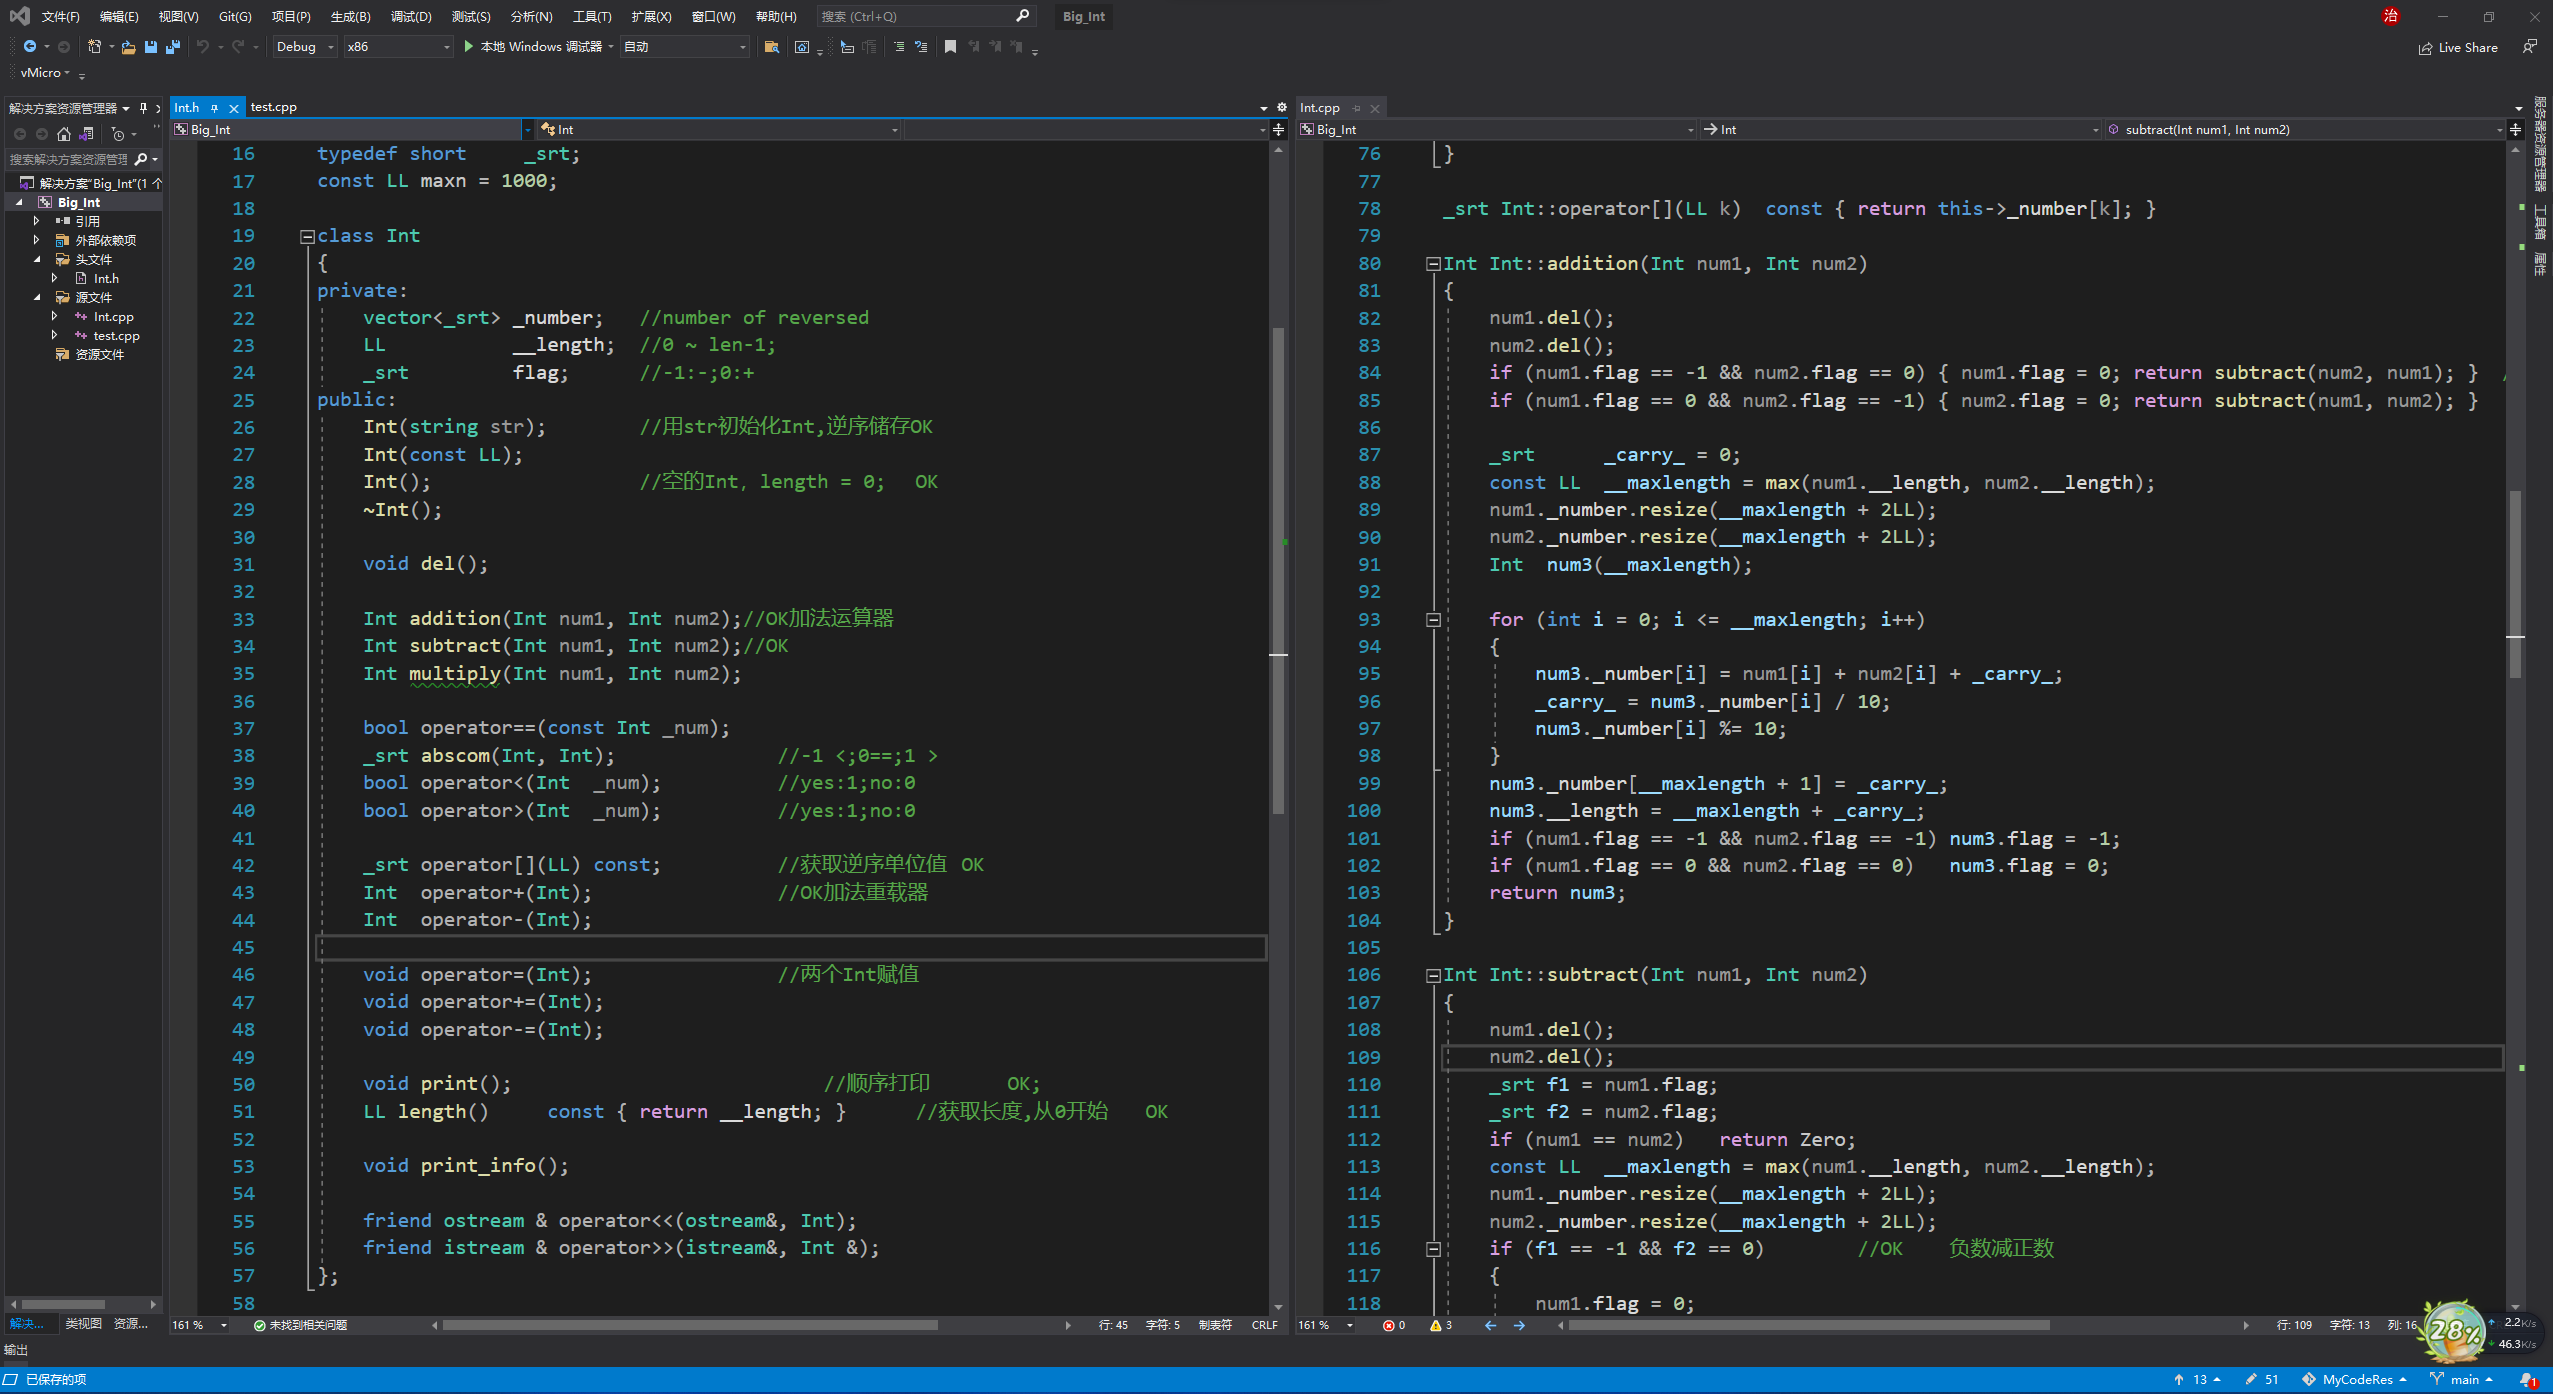 文件(F) 编辑(E) 视图(V) Git(G) 项目(P) 生成(B) 调试(D) 测试(S) 分析(N) 工具(T) 扩展(X) 窗口(W) 帮助(H) 搜索 (Ctrl+Q) Big_Int 治
Debug x86 本地 Windows 调试器 自动 Live Share
vMicro
解决方案资源管理器
搜索解决方案资源管理
解决方案"Big_Int"(1 个
Big_Int
引用
外部依赖项
头文件
Int.h
源文件
Int.cpp
test.cpp
资源文件
解决... 类视图 资源...
Int.h test.cpp
Big_Int Int
16 typedef short _srt;
17 const LL maxn = 1000;
18
19 class Int
20 {
21 private:
22 vector<_srt> _number; //number of reversed
23 LL __length; //0 ~ len-1;
24 _srt flag; //-1:-;0:+
25 public:
26 Int(string str); //用str初始化Int,逆序储存OK
27 Int(const LL);
28 Int(); //空的Int, length = 0; OK
29 ~Int();
30
31 void del();
32
33 Int addition(Int num1, Int num2);//OK加法运算器
34 Int subtract(Int num1, Int num2);//OK
35 Int multiply(Int num1, Int num2);
36
37 bool operator==(const Int _num);
38 _srt abscom(Int, Int); //-1 <;0==;1 >
39 bool operator<(Int _num); //yes:1;no:0
40 bool operator>(Int _num); //yes:1;no:0
41
42 _srt operator[](LL) const; //获取逆序单位值 OK
43 Int operator+(Int); //OK加法重载器
44 Int operator-(Int);
45
46 void operator=(Int); //两个Int赋值
47 void operator+=(Int);
48 void operator-=(Int);
49
50 void print(); //顺序打印 OK;
51 LL length() const { return __length; } //获取长度,从0开始 OK
52
53 void print_info();
54
55 friend ostream & operator<<(ostream&, Int);
56 friend istream & operator>>(istream&, Int &);
57 };
58
161 % 未找到相关问题 行: 45 字符: 5 制表符 CRLF
Int.cpp
Big_Int Int subtract(Int num1, Int num2)
76 }
77
78 _srt Int::operator[](LL k) const { return this->_number[k]; }
79
80 Int Int::addition(Int num1, Int num2)
81 {
82 num1.del();
83 num2.del();
84 if (num1.flag == -1 && num2.flag == 0) { num1.flag = 0; return subtract(num2, num1); } /
85 if (num1.flag == 0 && num2.flag == -1) { num2.flag = 0; return subtract(num1, num2); }
86
87 _srt _carry_ = 0;
88 const LL __maxlength = max(num1.__length, num2.__length);
89 num1._number.resize(__maxlength + 2LL);
90 num2._number.resize(__maxlength + 2LL);
91 Int num3(__maxlength);
92
93 for (int i = 0; i <= __maxlength; i++)
94 {
95 num3._number[i] = num1[i] + num2[i] + _carry_;
96 _carry_ = num3._number[i] / 10;
97 num3._number[i] %= 10;
98 }
99 num3._number[__maxlength + 1] = _carry_;
100 num3.__length = __maxlength + _carry_;
101 if (num1.flag == -1 && num2.flag == -1) num3.flag = -1;
102 if (num1.flag == 0 && num2.flag == 0) num3.flag = 0;
103 return num3;
104 }
105
106 Int Int::subtract(Int num1, Int num2)
107 {
108 num1.del();
109 num2.del();
110 _srt f1 = num1.flag;
111 _srt f2 = num2.flag;
112 if (num1 == num2) return Zero;
113 const LL __maxlength = max(num1.__length, num2.__length);
114 num1._number.resize(__maxlength + 2LL);
115 num2._number.resize(__maxlength + 2LL);
116 if (f1 == -1 && f2 == 0) //OK 负数减正数
117 {
118 num1.flag = 0;
161 % 0 3 行: 109 字符: 13 列: 16
服务器资源管理器
工具箱
属性
28%
2.2K/s
46.3K/s
输出
已保存的项 13 51 MyCodeRes main 1